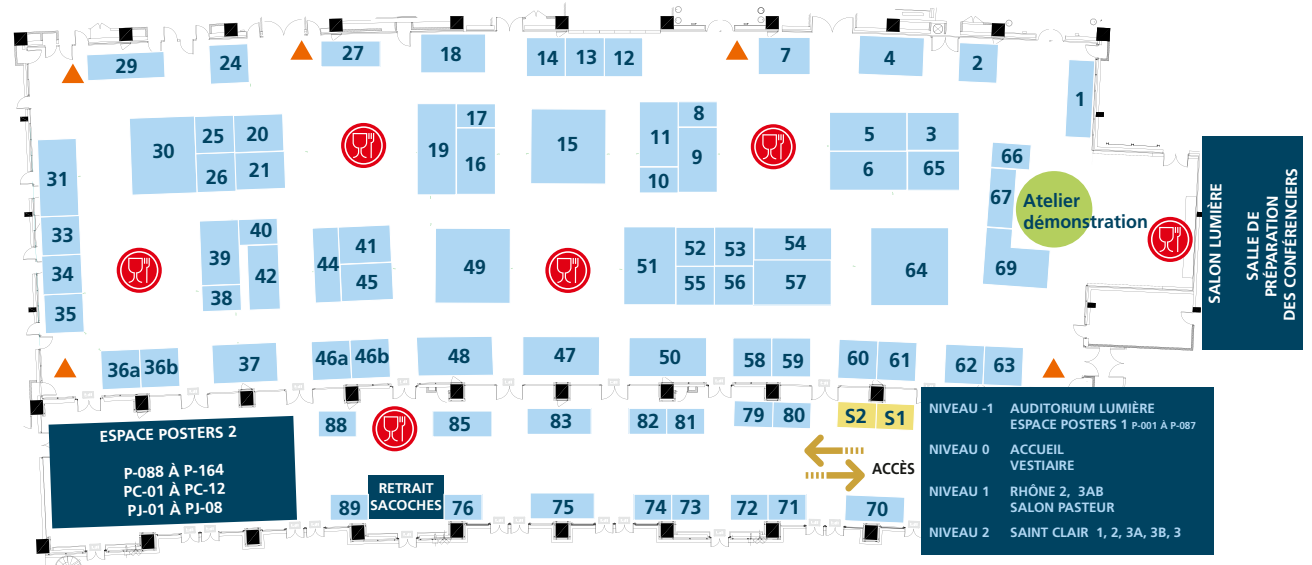 29
24
27
18
14
13
12
7
4
2
1
30
25
20
26
21
19
17
16
15
11
8
10
9
5
3
6
65
66
67
69
Atelier
démonstration
SALON LUMIÈRE
SALLE DE
PRÉPARATION
DES CONFÉRENCIERS
31
33
34
35
39
40
38
42
44
41
45
49
51
52
53
54
55
56
57
64
36a
36b
37
46a
46b
48
47
50
58
59
60
61
62
63
88
85
83
82
81
79
80
S2
S1
ACCÈS
ESPACE POSTERS 2
P-088 À P-164
PC-01 À PC-12
PJ-01 À PJ-08
89
RETRAIT
SACOCHES
76
75
74
73
72
71
70
NIVEAU -1 AUDITORIUM LUMIÈRE
ESPACE POSTERS 1 P-001 À P-087
NIVEAU 0 ACCUEIL
VESTIAIRE
NIVEAU 1 RHÔNE 2, 3AB
SALON PASTEUR
NIVEAU 2 SAINT CLAIR 1, 2, 3A, 3B, 3